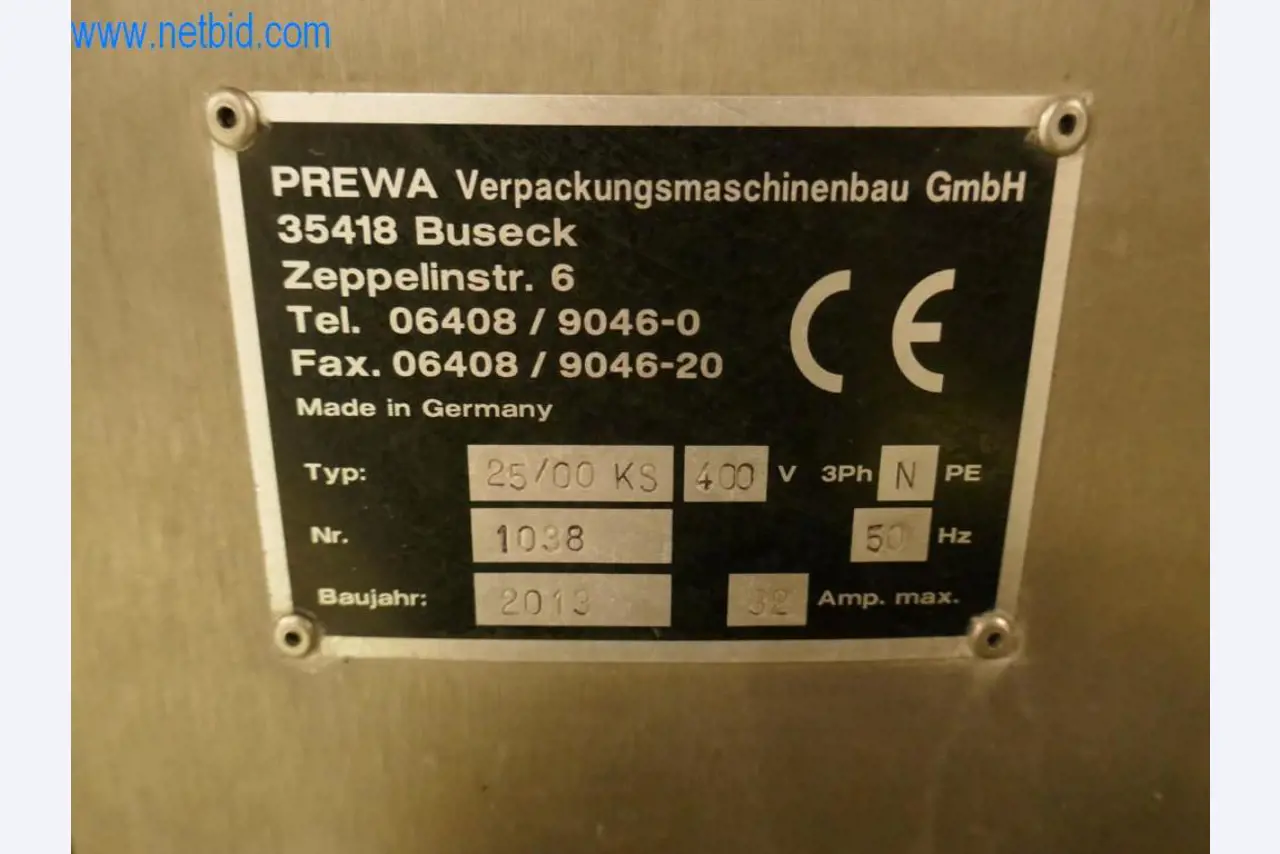 www.netbid.com
PREWA Verpackungsmaschinenbau GmbH
35418 Buseck
Zeppelinstr. 6
Tel. 06408 / 9046-0
Fax. 06408 / 9046-20
CE
Made in Germany
Typ: 25/00 KS 400 V 3Ph N PE
Nr. 1038 50 Hz
Baujahr: 2013 32 Amp. max.